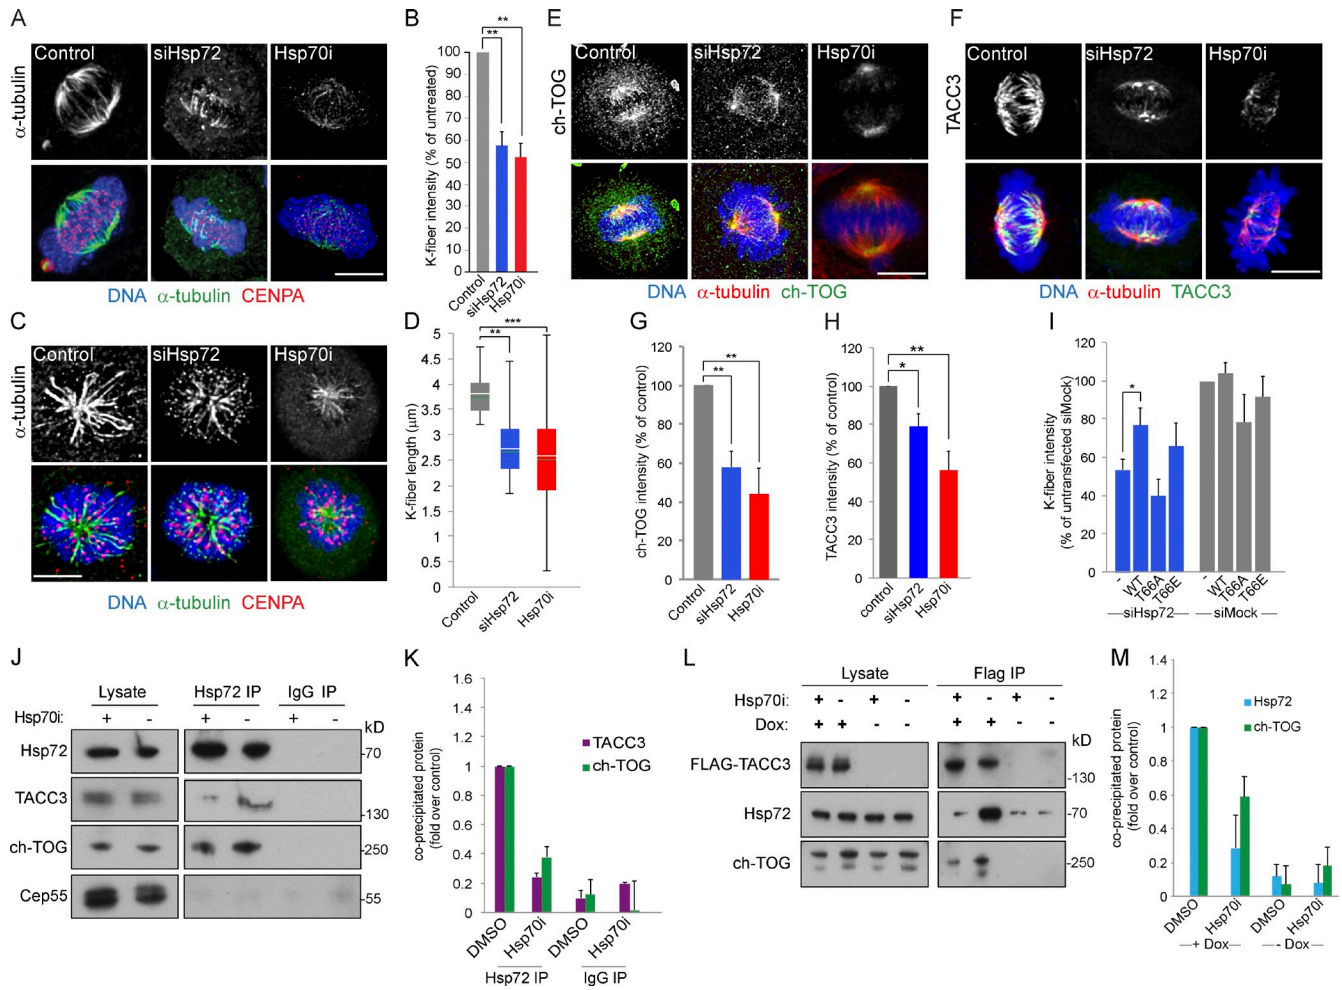 A
Control siHsp72 Hsp70i
α-tubulin
DNA α-tubulin CENPA
B
**
**
K-fiber intensity (% of untreated)
100
90
80
70
60
50
40
30
20
10
0
Control
siHsp72
Hsp70i
C
Control siHsp72 Hsp70i
α-tubulin
DNA α-tubulin CENPA
D
***
**
K-fiber length (μm)
5
4.5
4
3.5
3
2.5
2
1.5
1
0.5
0
Control
siHsp72
Hsp70i
E
Control siHsp72 Hsp70i
ch-TOG
DNA α-tubulin ch-TOG
F
Control siHsp72 Hsp70i
TACC3
DNA α-tubulin TACC3
G
**
**
ch-TOG intensity (% of control)
120
100
80
60
40
20
0
Control
siHsp72
Hsp70i
H
**
*
TACC3 intensity (% of control)
120
100
80
60
40
20
0
control
siHsp72
Hsp70i
I
*
K-fiber intensity
(% of untransfected siMock)
120
100
80
60
40
20
0
- WT T66A T66E - WT T66A T66E
siHsp72 siMock
J
Lysate Hsp72 IP IgG IP
Hsp70i: + - + - + - kD
Hsp72 -70
TACC3 -130
ch-TOG -250
Cep55 -55
K
co-precipitated protein
(fold over control)
1.6
1.4
1.2
1
0.8
0.6
0.4
0.2
0
TACC3
ch-TOG
DMSO Hsp70i DMSO Hsp70i
Hsp72 IP IgG IP
L
Lysate Flag IP
Hsp70i: + - + - + - + -
Dox: + + - - + + - -
kD
FLAG-TACC3 -130
Hsp72 -70
ch-TOG -250
M
co-precipitated protein
(fold over control)
1.4
1.2
1
0.8
0.6
0.4
0.2
0
Hsp72
ch-TOG
DMSO Hsp70i DMSO Hsp70i
+ Dox - Dox